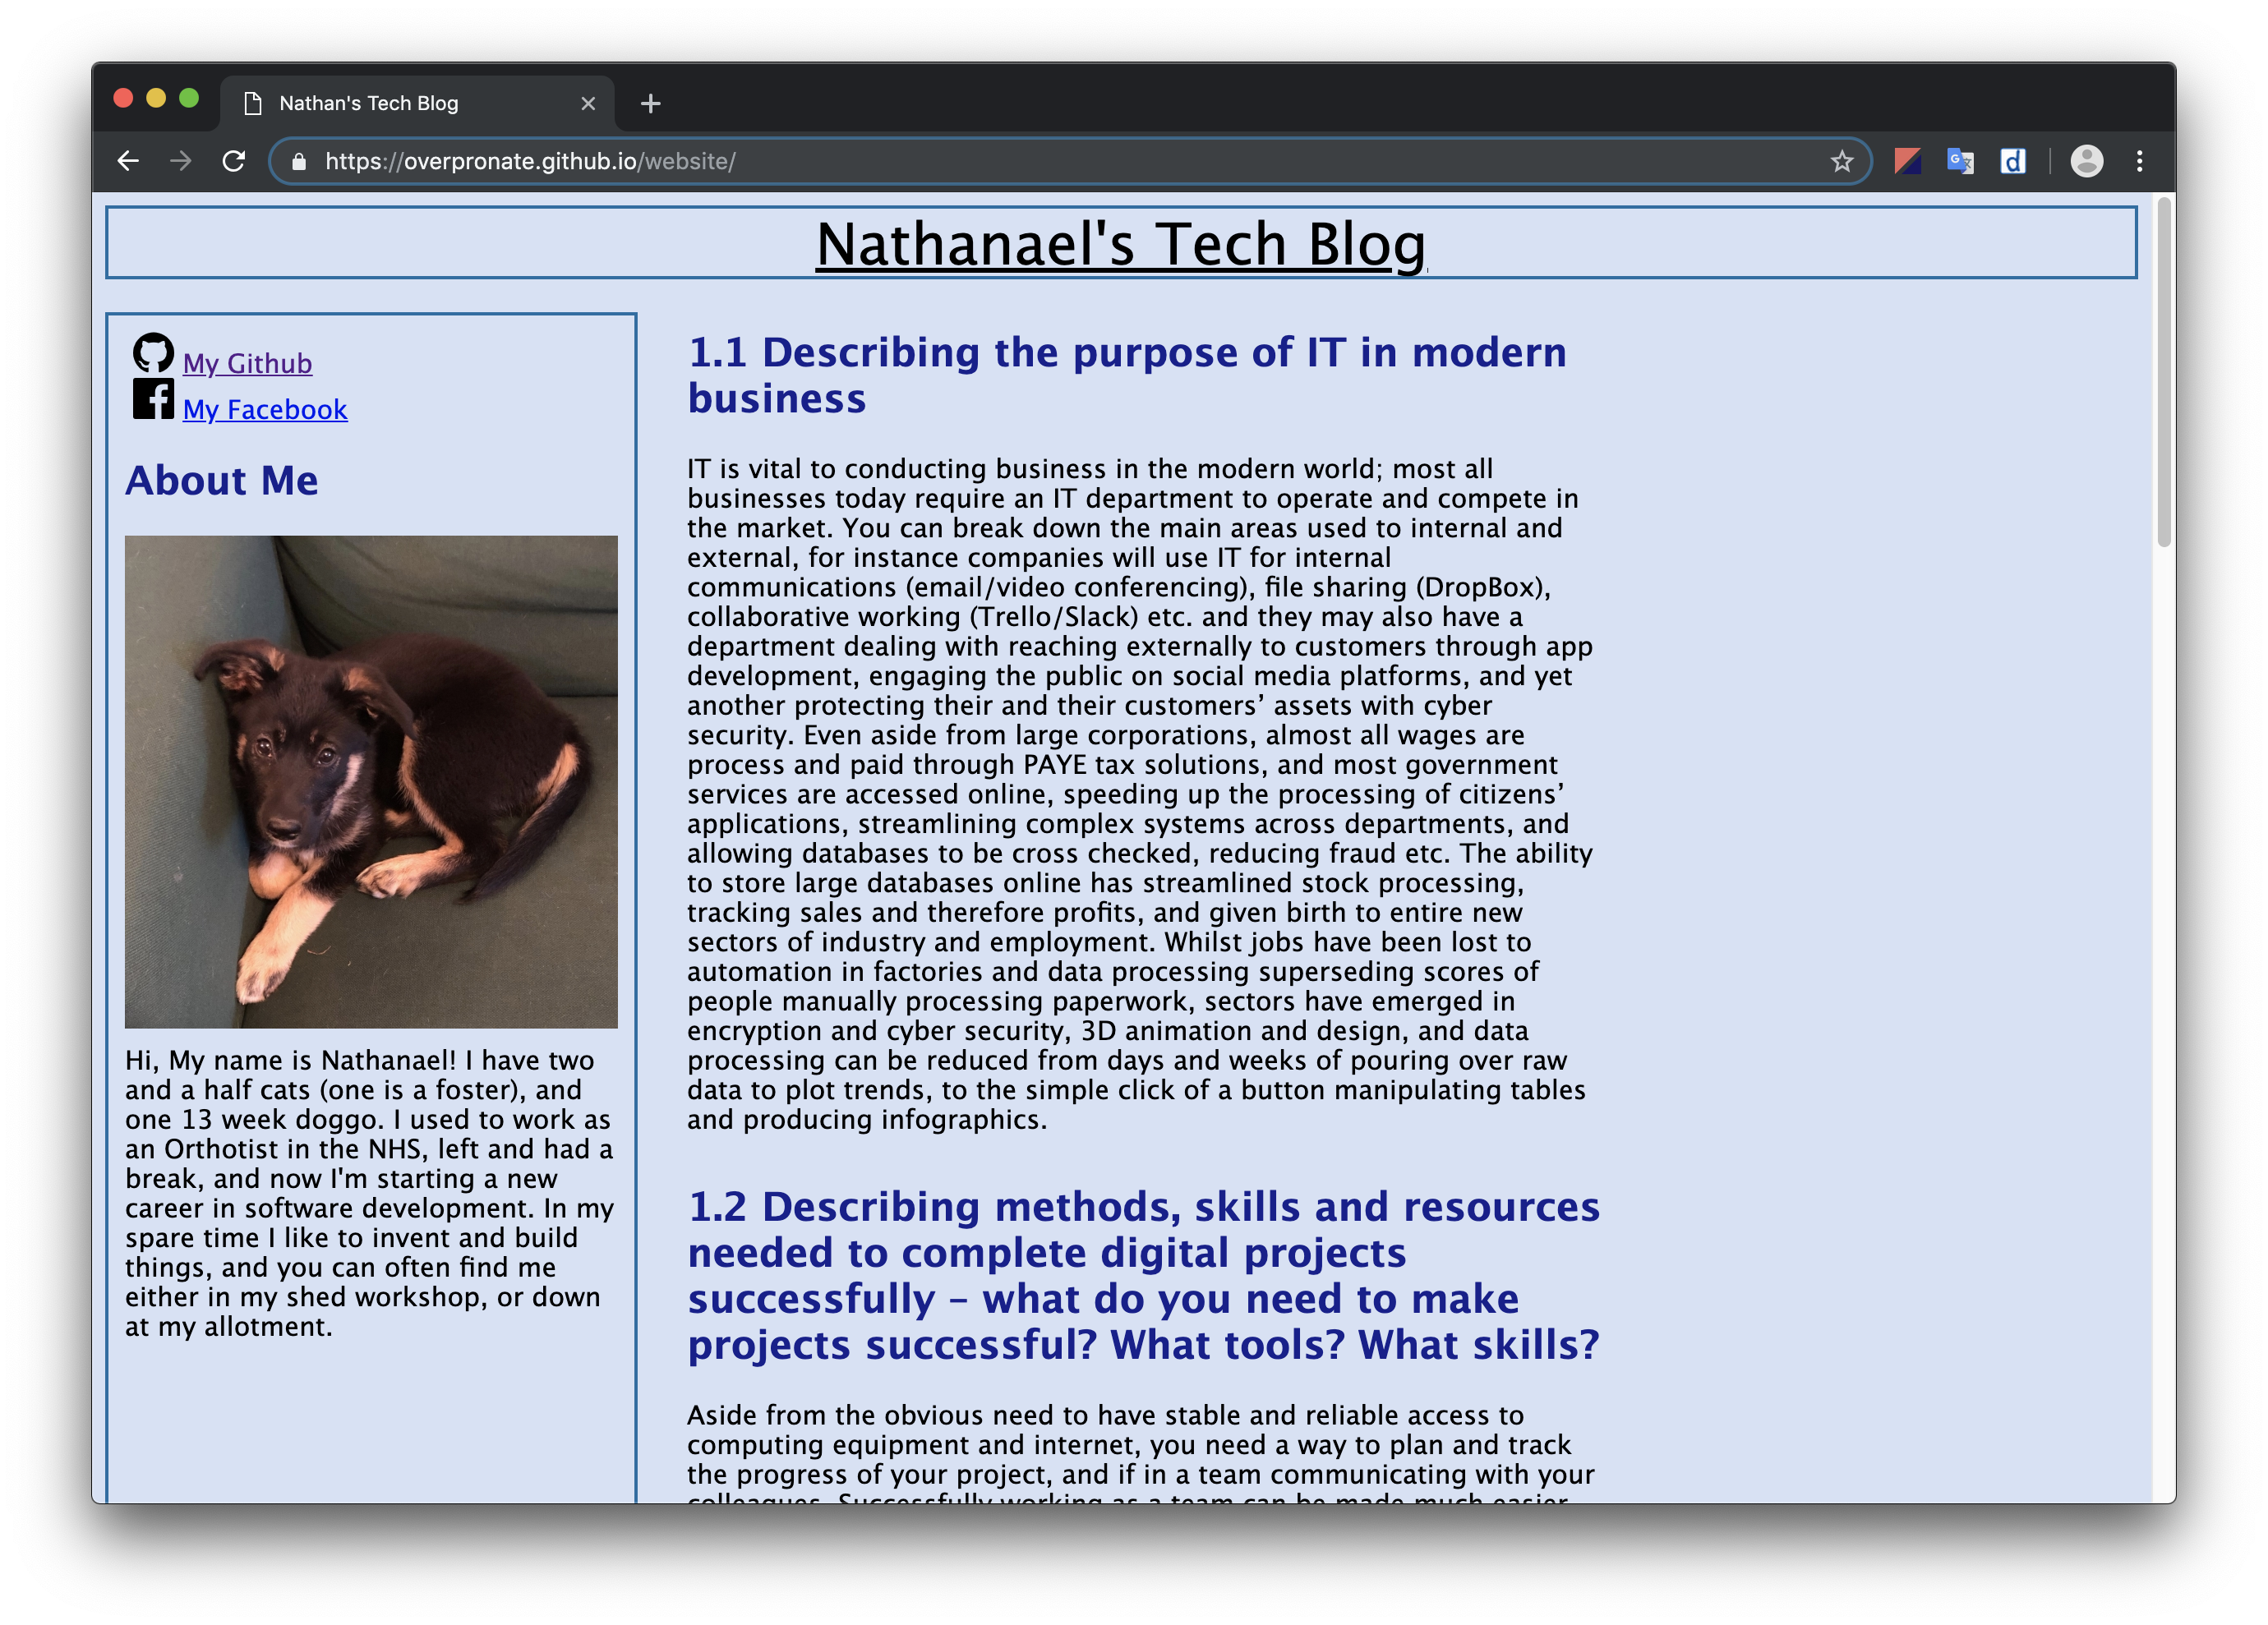 Nathan's Tech Blog
https://overpronate.github.io/website/
Nathanael's Tech Blog
My Github
My Facebook
About Me
Hi, My name is Nathanael! I have two
and a half cats (one is a foster), and
one 13 week doggo. I used to work as
an Orthotist in the NHS, left and had a
break, and now I'm starting a new
career in software development. In my
spare time I like to invent and build
things, and you can often find me
either in my shed workshop, or down
at my allotment.
1.1 Describing the purpose of IT in modern
business
IT is vital to conducting business in the modern world; most all
businesses today require an IT department to operate and compete in
the market. You can break down the main areas used to internal and
external, for instance companies will use IT for internal
communications (email/video conferencing), file sharing (DropBox),
collaborative working (Trello/Slack) etc. and they may also have a
department dealing with reaching externally to customers through app
development, engaging the public on social media platforms, and yet
another protecting their and their customers’ assets with cyber
security. Even aside from large corporations, almost all wages are
process and paid through PAYE tax solutions, and most government
services are accessed online, speeding up the processing of citizens’
applications, streamlining complex systems across departments, and
allowing databases to be cross checked, reducing fraud etc. The ability
to store large databases online has streamlined stock processing,
tracking sales and therefore profits, and given birth to entire new
sectors of industry and employment. Whilst jobs have been lost to
automation in factories and data processing superseding scores of
people manually processing paperwork, sectors have emerged in
encryption and cyber security, 3D animation and design, and data
processing can be reduced from days and weeks of pouring over raw
data to plot trends, to the simple click of a button manipulating tables
and producing infographics.
1.2 Describing methods, skills and resources
needed to complete digital projects
successfully – what do you need to make
projects successful? What tools? What skills?
Aside from the obvious need to have stable and reliable access to
computing equipment and internet, you need a way to plan and track
the progress of your project, and if in a team communicating with your
colleagues. Successfully working as a team can be made much easier